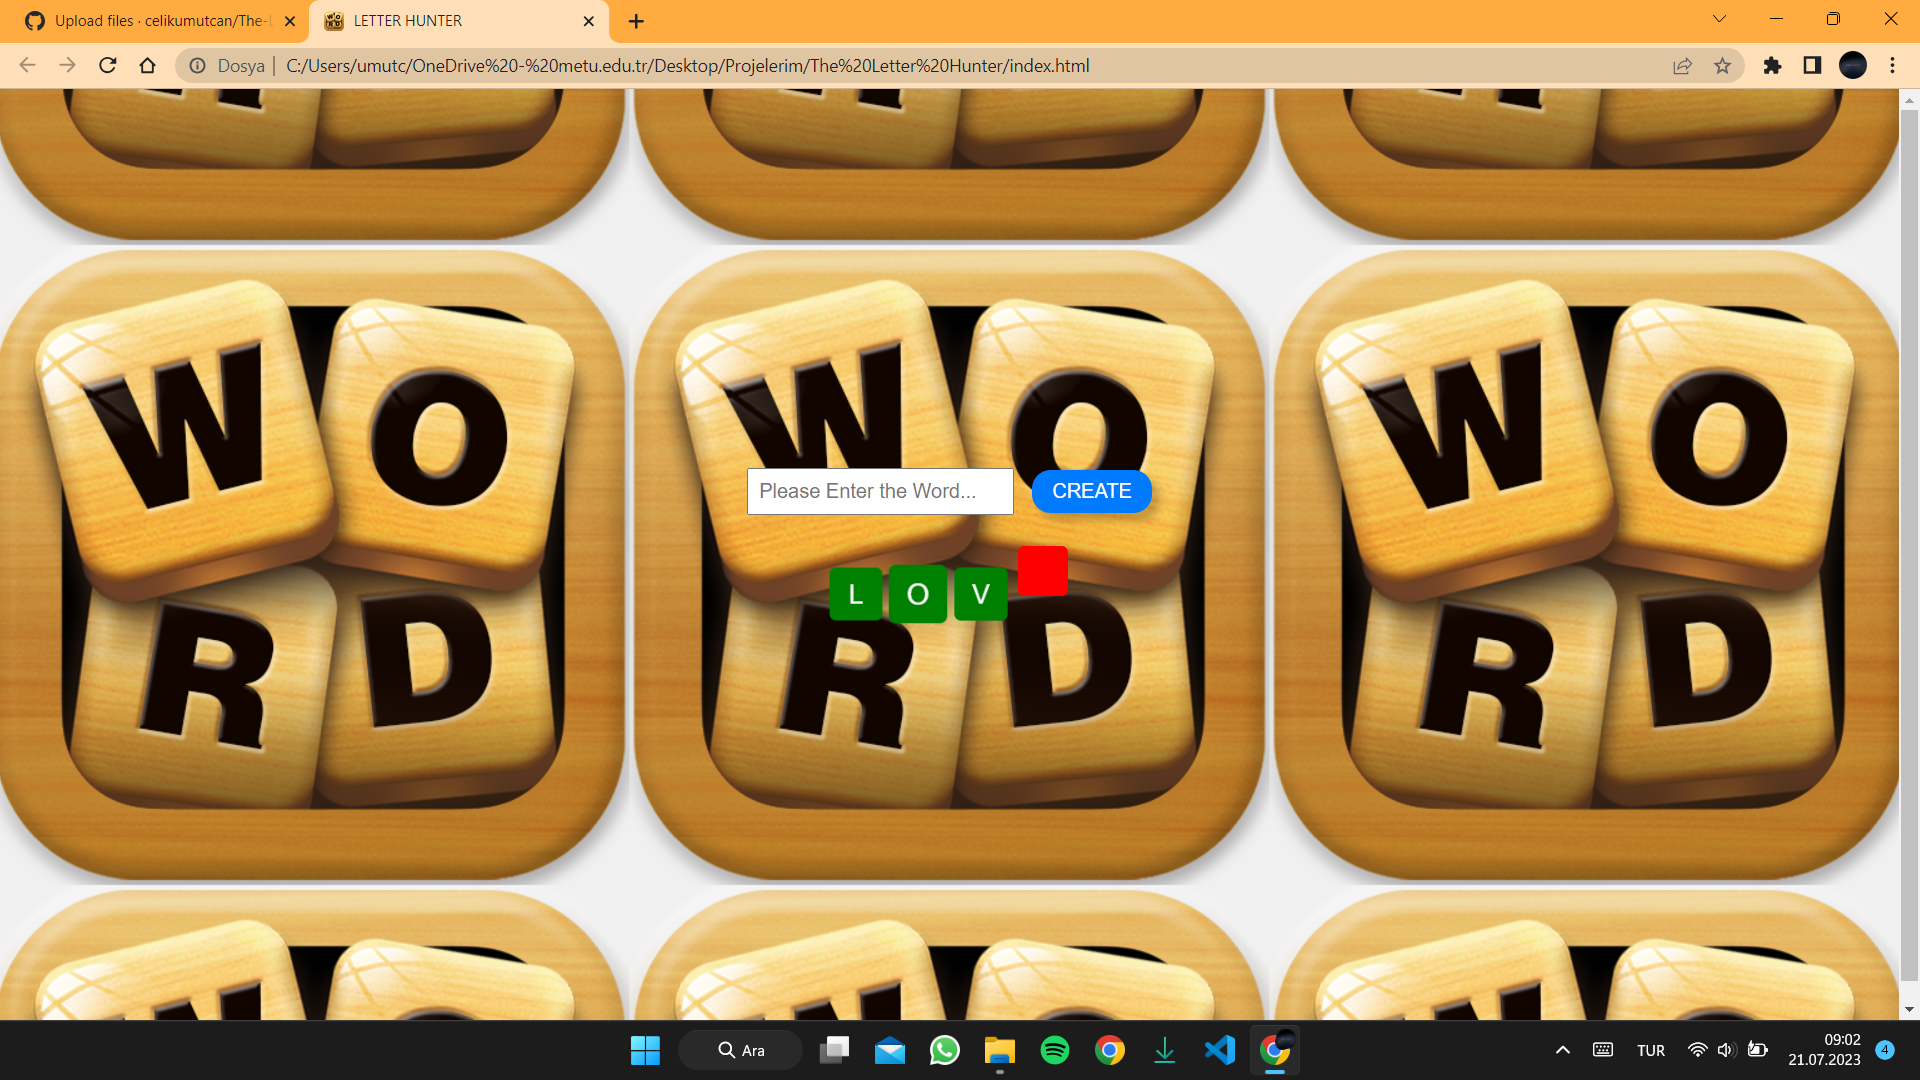 Upload files · celikumutcan/The-L
LETTER HUNTER
Dosya
C:/Users/umutc/OneDrive%20-%20metu.edu.tr/Desktop/Projelerim/The%20Letter%20Hunter/index.html
W O W O W O
Please Enter the Word...
CREATE
L O V
R D R D R D
Ara
TUR
09:02
21.07.2023
4